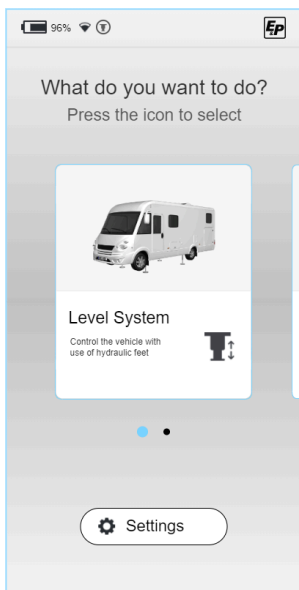 96%
E&P
What do you want to do?
Press the icon to select
Level System
Control the vehicle with
use of hydraulic feet
Settings